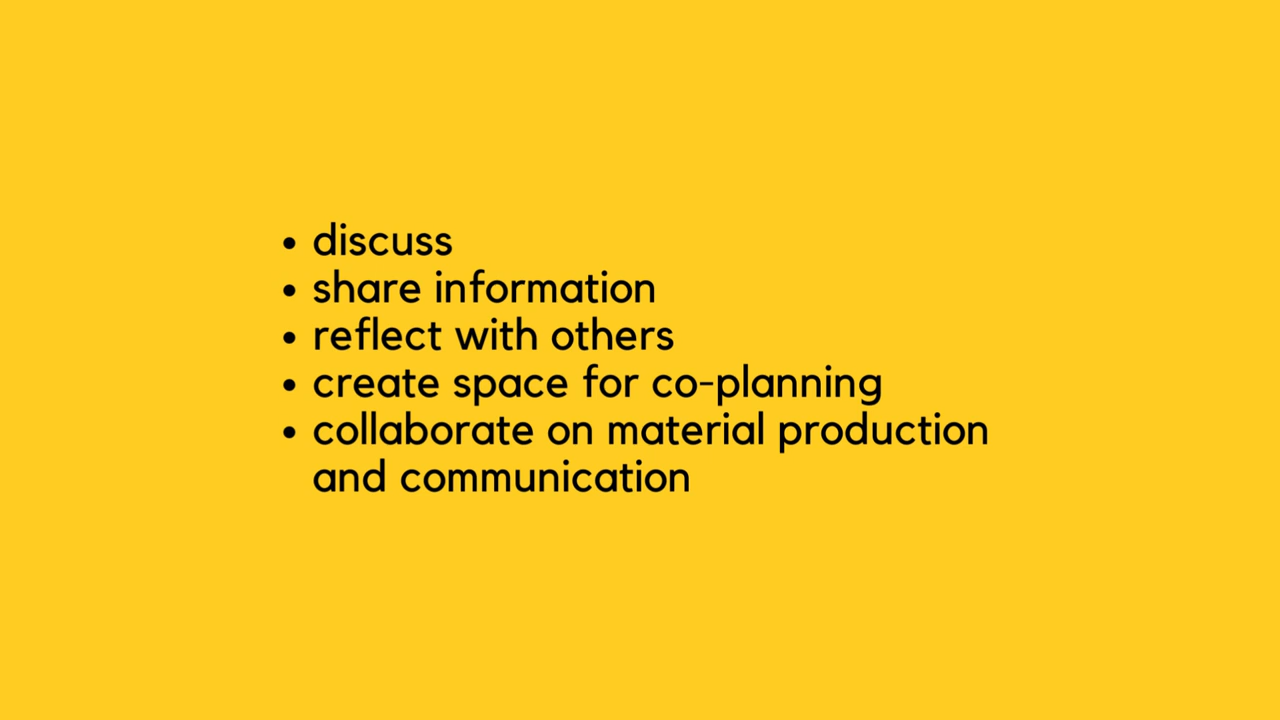 • discuss
• share information
• reflect with others
• create space for co-planning
• collaborate on material production
and communication